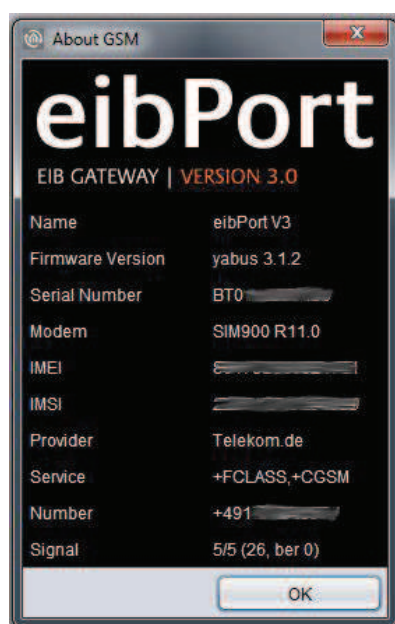 About GSM
eibPort
EIB GATEWAY | VERSION 3.0
Name eibPort V3
Firmware Version yabus 3.1.2
Serial Number BT0
Modem SIM900 R11.0
IMEI
IMSI
Provider Telekom.de
Service +FCLASS,+CGSM
Number +491
Signal 5/5 (26, ber 0)
OK